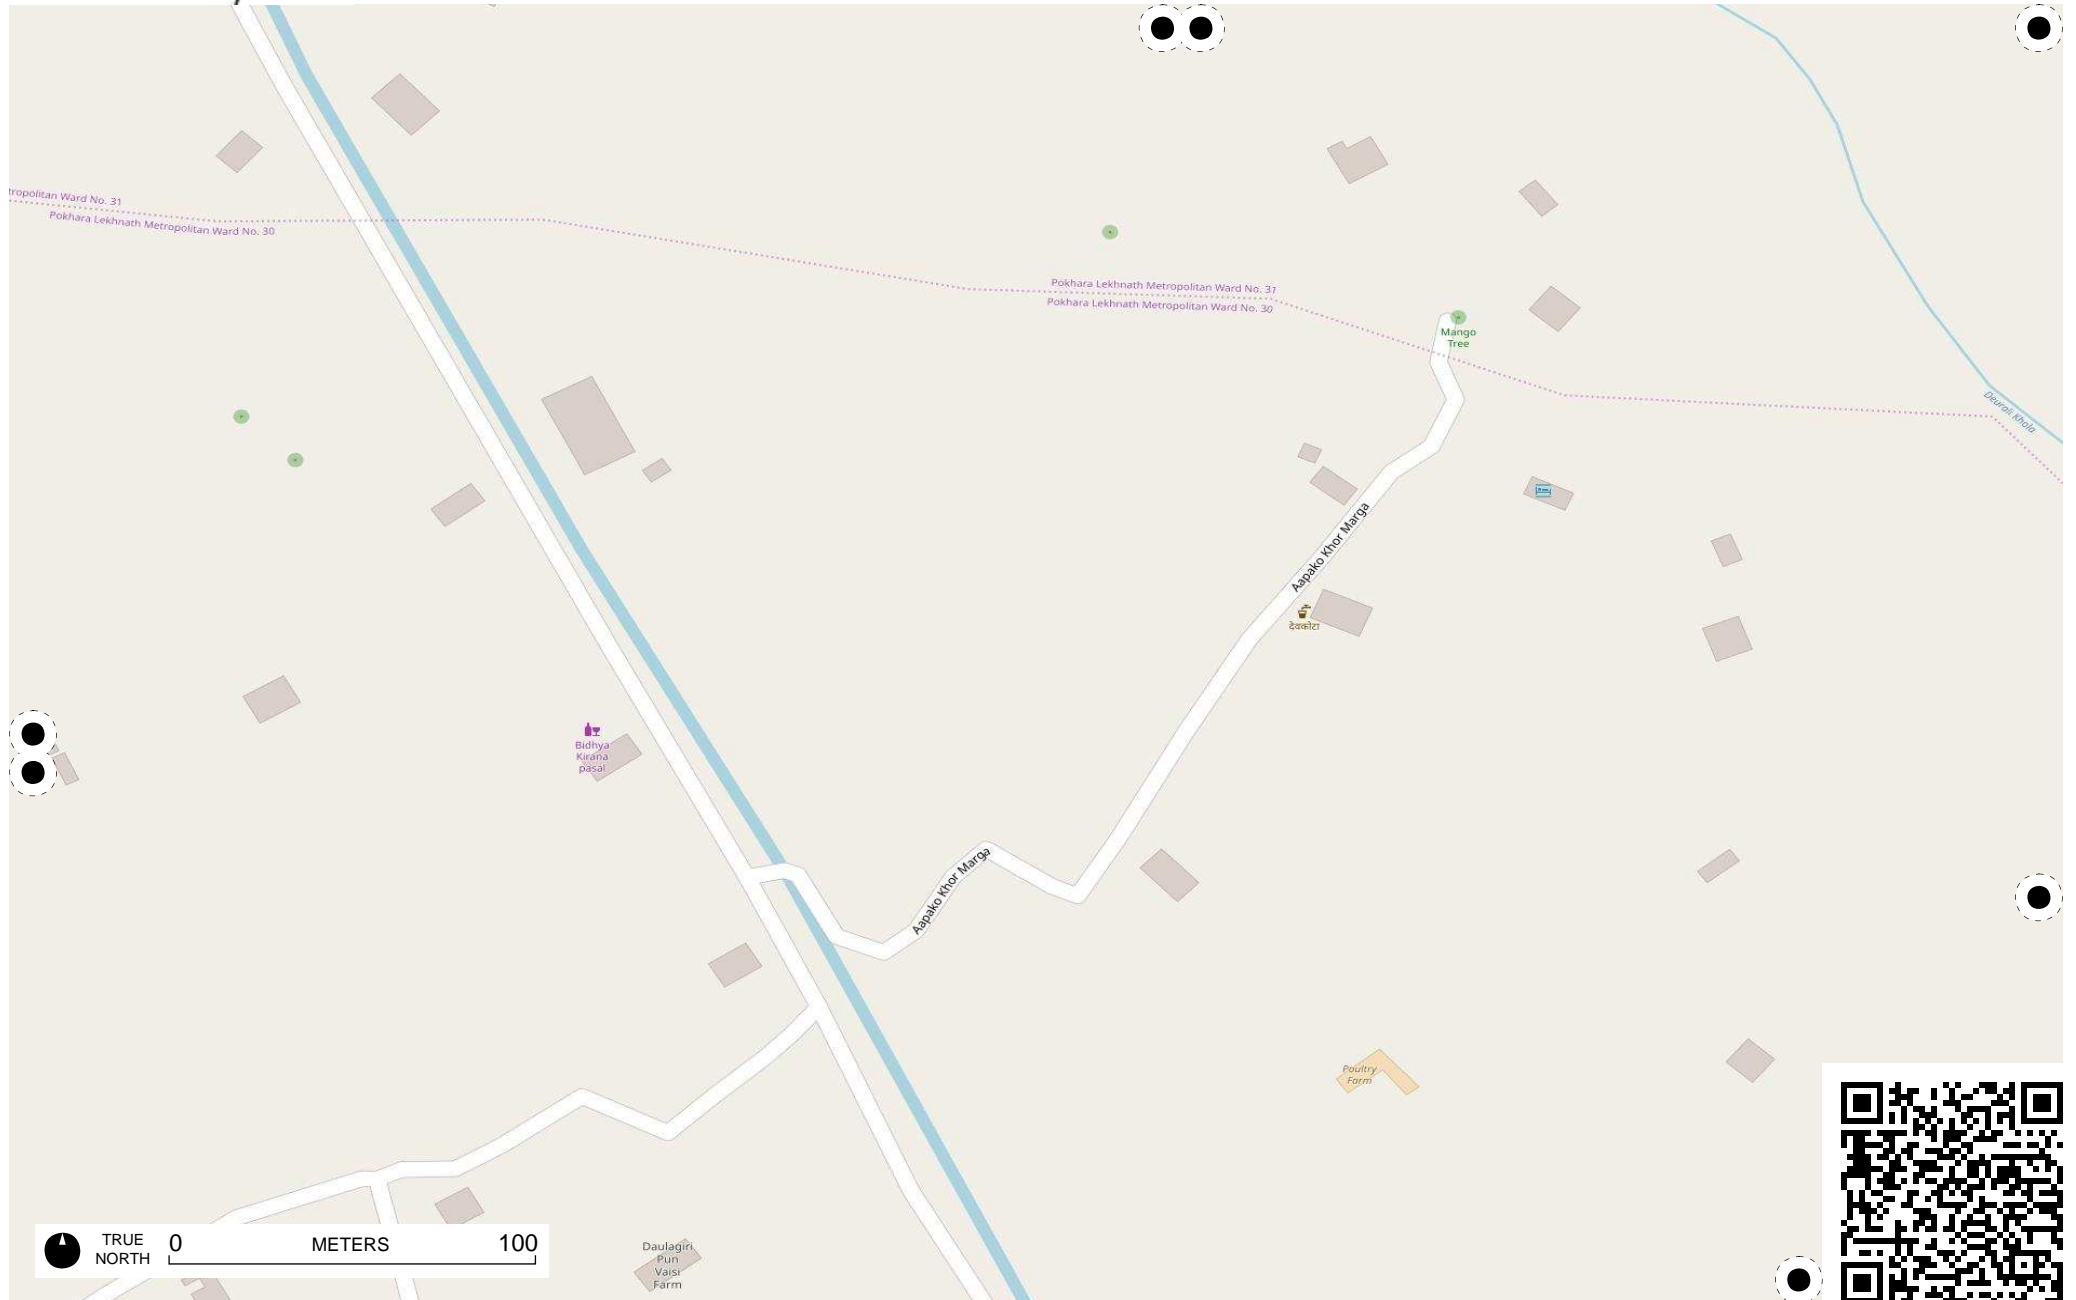 tropolitan Ward No. 31
Pokhara Lekhnath Metropolitan Ward No. 30
Pokhara Lekhnath Metropolitan Ward No. 31
Pokhara Lekhnath Metropolitan Ward No. 30
Mango
Tree
Deurali Khola
Aapako Khor Marga
देवकोटा
Bidhya
Kirana
pasal
Aapako Khor Marga
Poultry
Farm
TRUE
NORTH
0 METERS 100
Daulagiri
Pun
Vaisi
Farm